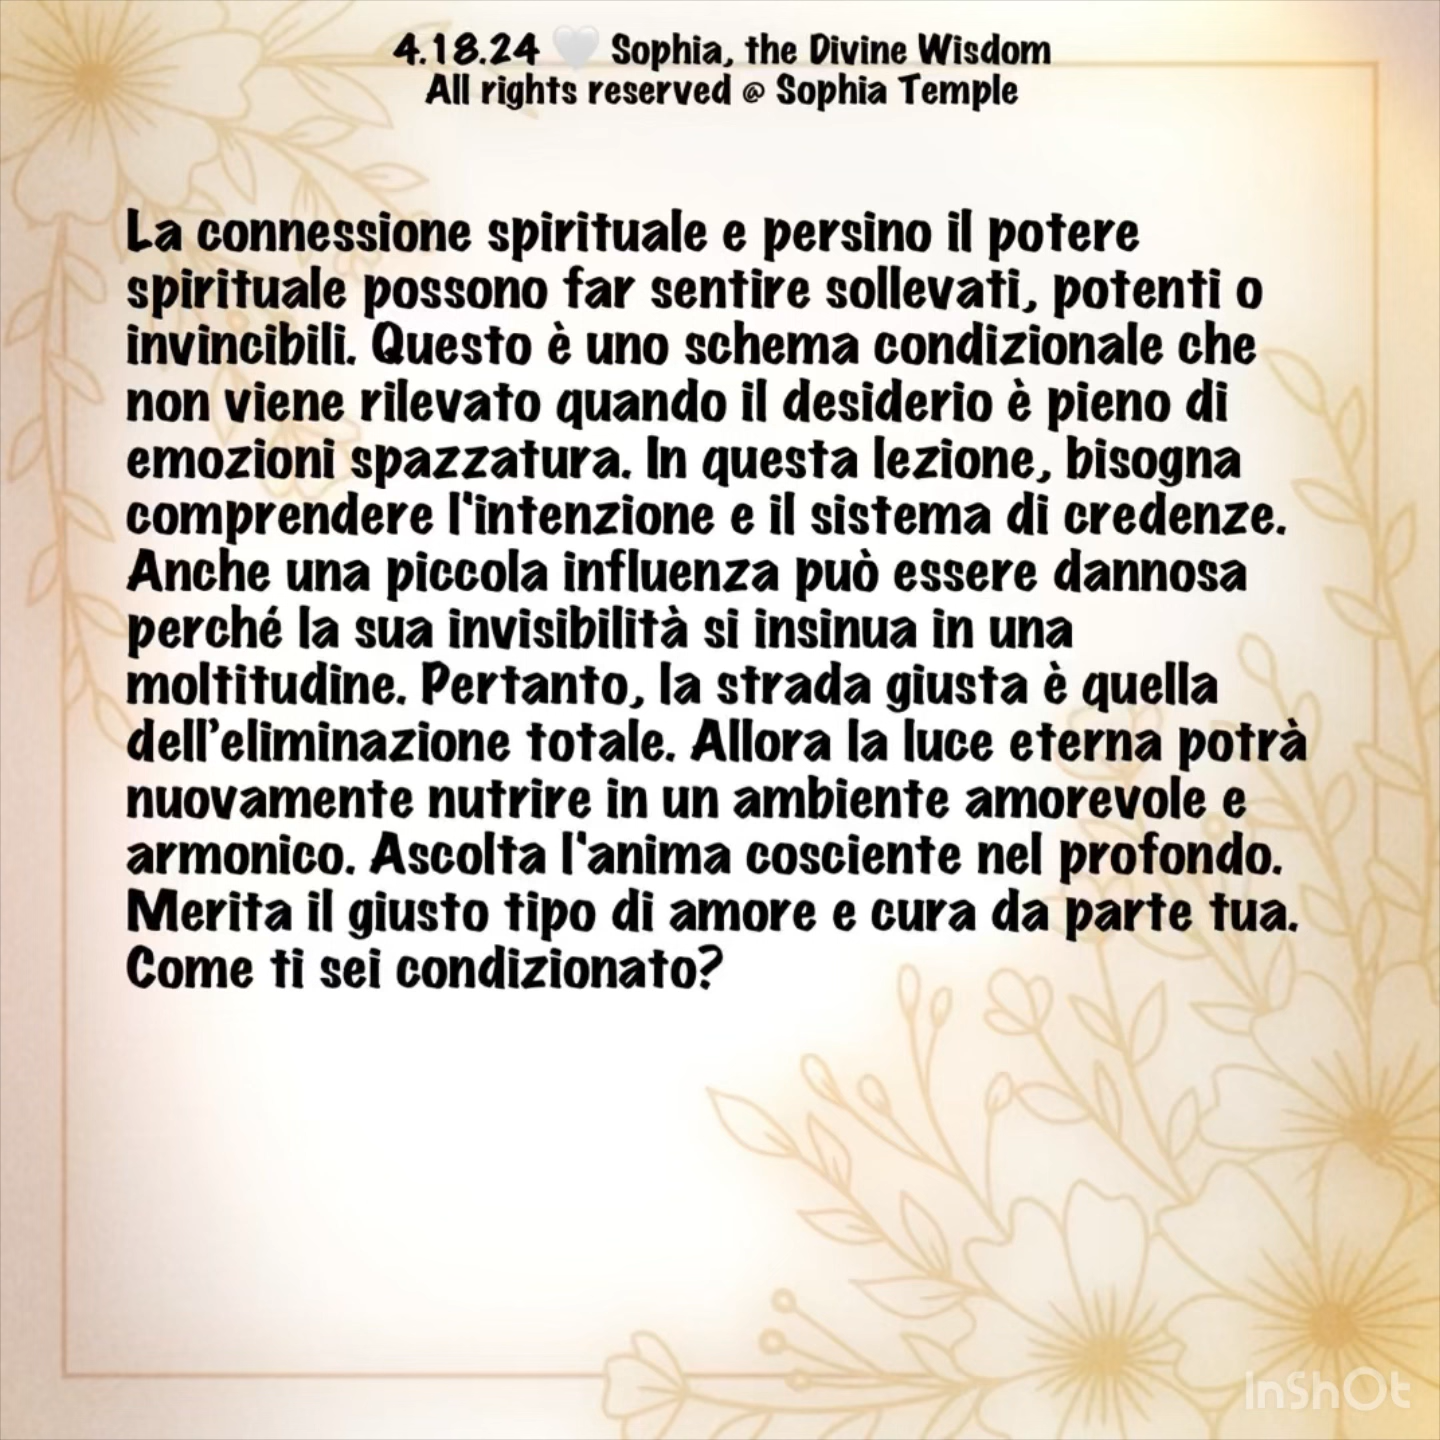 4.18.24 🤍 Sophia, the Divine Wisdom
All rights reserved @ Sophia Temple
La connessione spirituale e persino il potere
spirituale possono far sentire sollevati, potenti o
invincibili. Questo è uno schema condizionale che
non viene rilevato quando il desiderio è pieno di
emozioni spazzatura. In questa lezione, bisogna
comprendere l'intenzione e il sistema di credenze.
Anche una piccola influenza può essere dannosa
perché la sua invisibilità si insinua in una
moltitudine. Pertanto, la strada giusta è quella
dell’eliminazione totale. Allora la luce eterna potrà
nuovamente nutrire in un ambiente amorevole e
armonico. Ascolta l'anima cosciente nel profondo.
Merita il giusto tipo di amore e cura da parte tua.
Come ti sei condizionato?
InShOt